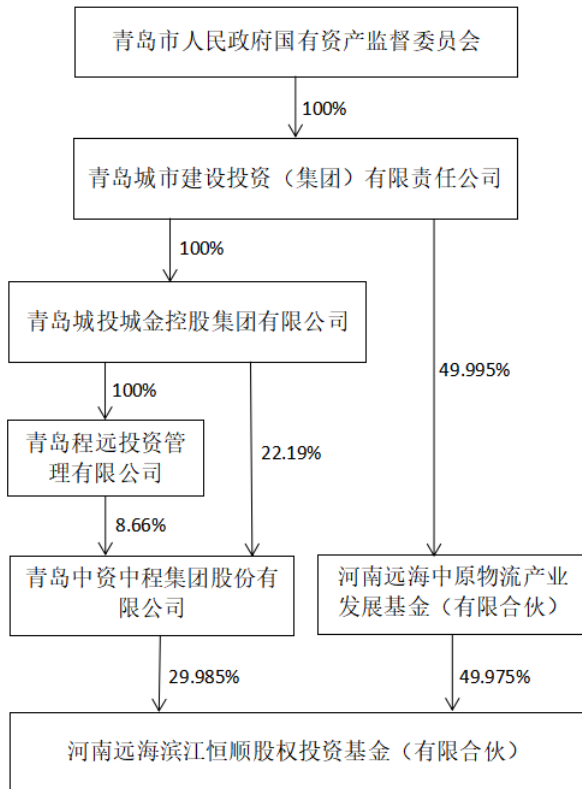 青岛市人民政府国有资产监督委员会
100%
青岛城市建设投资（集团）有限责任公司
100%
青岛城投城金控股集团有限公司
49.995%
100%
青岛程远投资管
理有限公司
22.19%
8.66%
青岛中资中程集团股份有
限公司
河南远海中原物流产业
发展基金（有限合伙）
29.985%
49.975%
河南远海滨江恒顺股权投资基金（有限合伙）